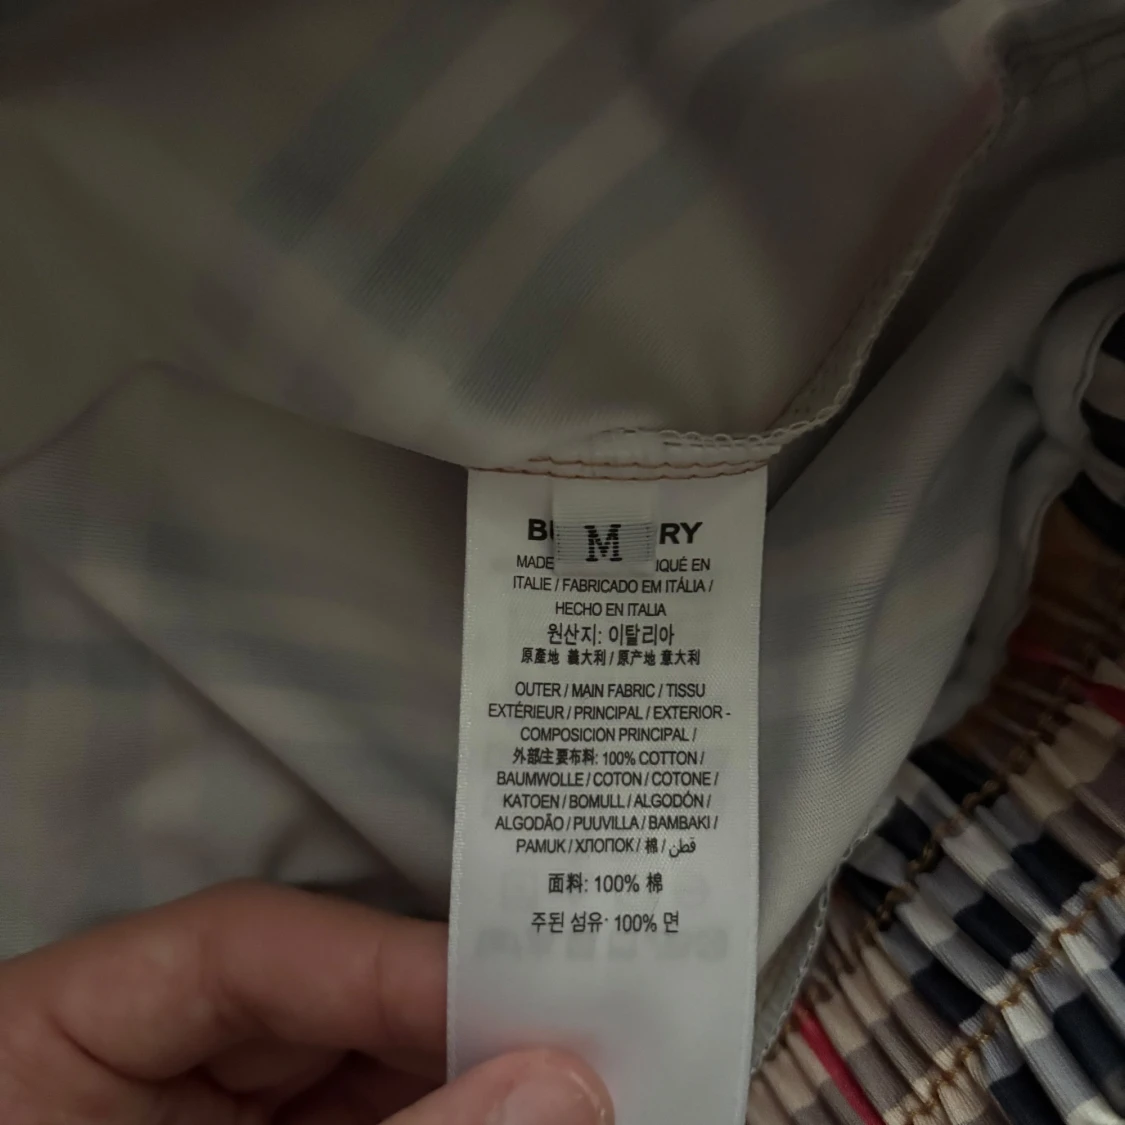 BU RY
M
MADE IQUÉ EN
ITALIE / FABRICADO EM ITÁLIA /
HECHO EN ITALIA
원산지: 이탈리아
原產地 義大利 / 原产地 意大利
OUTER / MAIN FABRIC / TISSU
EXTÉRIEUR / PRINCIPAL / EXTERIOR -
COMPOSICIÓN PRINCIPAL /
外部/主要布料: 100% COTTON /
BAUMWOLLE / COTON / COTONE /
KATOEN / BOMULL / ALGODÓN /
ALGODÃO / PUUVILLA / BAMBAKI /
PAMUK / ХЛОПОК / 棉 / قطن
面料: 100% 棉
주된 섬유: 100% 면